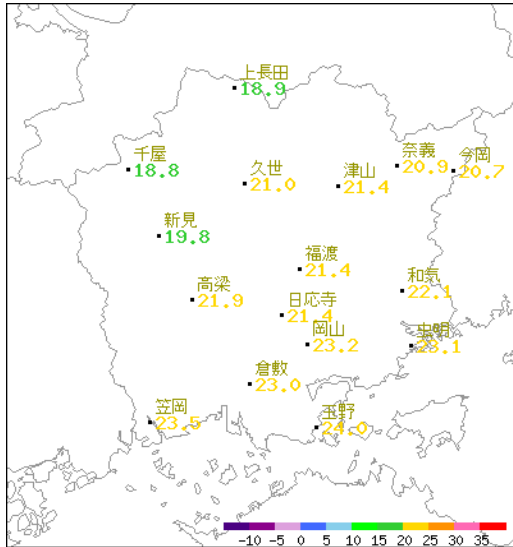 上長田
18.9
千屋
18.8
久世
21.0
津山
21.4
奈義
20.9
今岡
20.7
新見
19.8
福渡
21.4
和気
22.1
高梁
21.9
日応寺
21.4
岡山
23.2
虫明
23.1
倉敷
23.0
笠岡
23.5
玉野
24.0
-10 -5 0 5 10 15 20 25 30 35